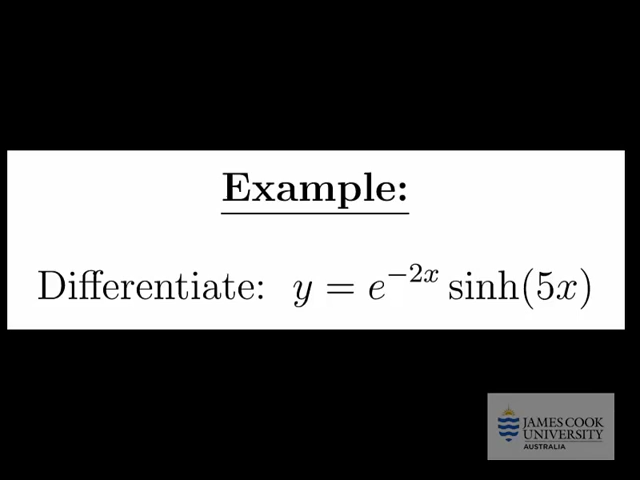 Example:
Differentiate: $y = e^{-2x} \sinh(5x)$
JAMES COOK
UNIVERSITY
AUSTRALIA